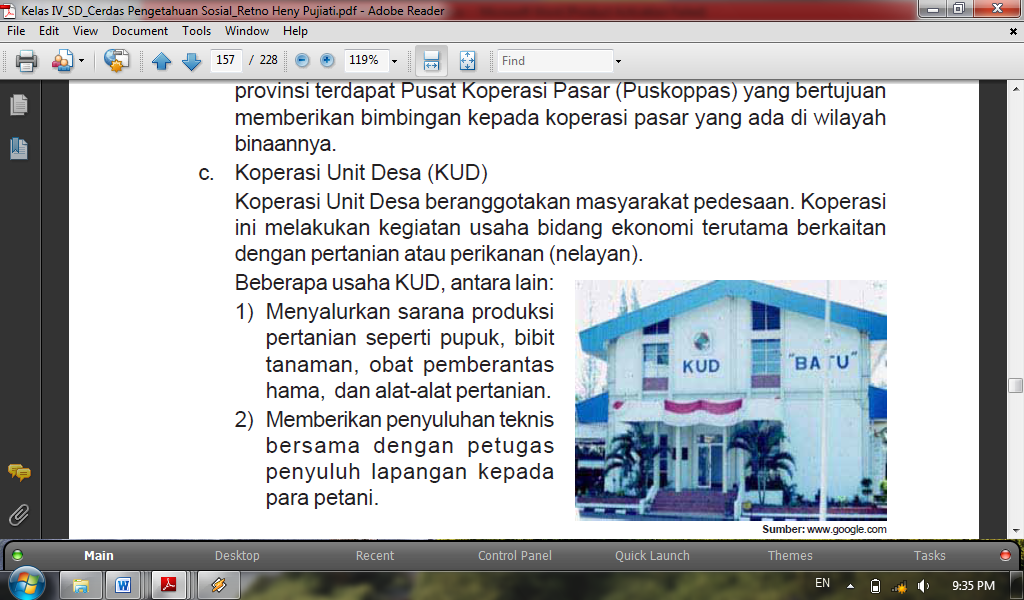 Kelas IV_SD_Cerdas Pengetahuan Sosial_Retno Heny Pujiati.pdf - Adobe Reader
File Edit View Document Tools Window Help
157 / 228 119% Find
provinsi terdapat Pusat Koperasi Pasar (Puskoppas) yang bertujuan
memberikan bimbingan kepada koperasi pasar yang ada di wilayah
binaannya.
c. Koperasi Unit Desa (KUD)
Koperasi Unit Desa beranggotakan masyarakat pedesaan. Koperasi
ini melakukan kegiatan usaha bidang ekonomi terutama berkaitan
dengan pertanian atau perikanan (nelayan).
Beberapa usaha KUD, antara lain:
1) Menyalurkan sarana produksi
pertanian seperti pupuk, bibit
tanaman, obat pemberantas
hama, dan alat-alat pertanian.
2) Memberikan penyuluhan teknis
bersama dengan petugas
penyuluh lapangan kepada
para petani.
KUD "BATU"
Sumber: www.google.com
Main Desktop Recent Control Panel Quick Launch Themes Tasks
EN 9:35 PM